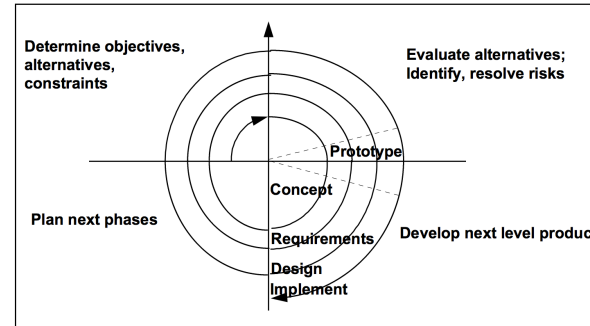 Determine objectives,
alternatives,
constraints
Evaluate alternatives;
Identify, resolve risks
Prototype
Concept
Plan next phases
Develop next level produc
Requirements
Design
Implement